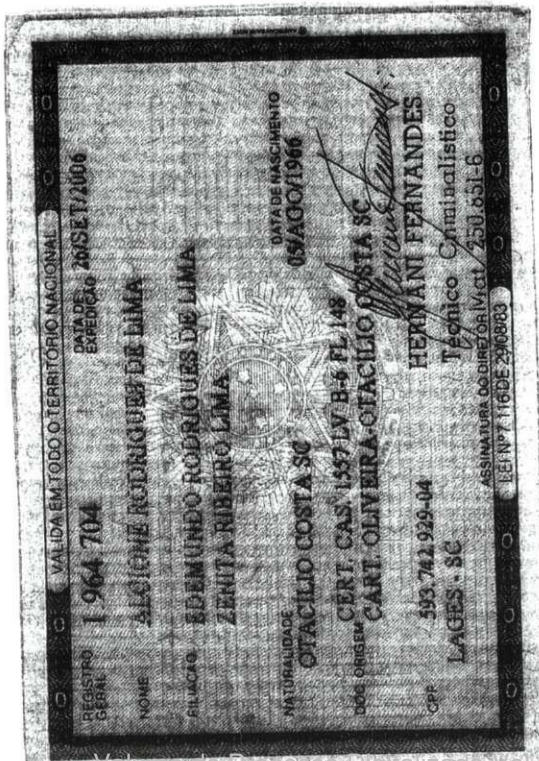 VÁLIDA EM TODO O TERRITÓRIO NACIONAL
REGISTRO GERAL 1.964.704 DATA DE EXPEDIÇÃO 26/SET/2006
NOME ALCIONE RODRIGUES DE LIMA
FILIAÇÃO EDEMUNDO RODRIGUES DE LIMA
ZENITA RIBEIRO LIMA
NATURALIDADE DATA DE NASCIMENTO
OTACILIO COSTA SC 05/AGO/1966
DOC ORIGEM CERT. CAS. 1557 LV B-6 FL 148
CART. OLIVEIRA-OTACILIO COSTA SC
CPF 593.742.929-04
LAGES - SC
HERNANI FERNANDES
Técnico Criminalístico
Matr. 250.651-6
ASSINATURA DO DIRETOR
LEI Nº 7.116 DE 29/08/83